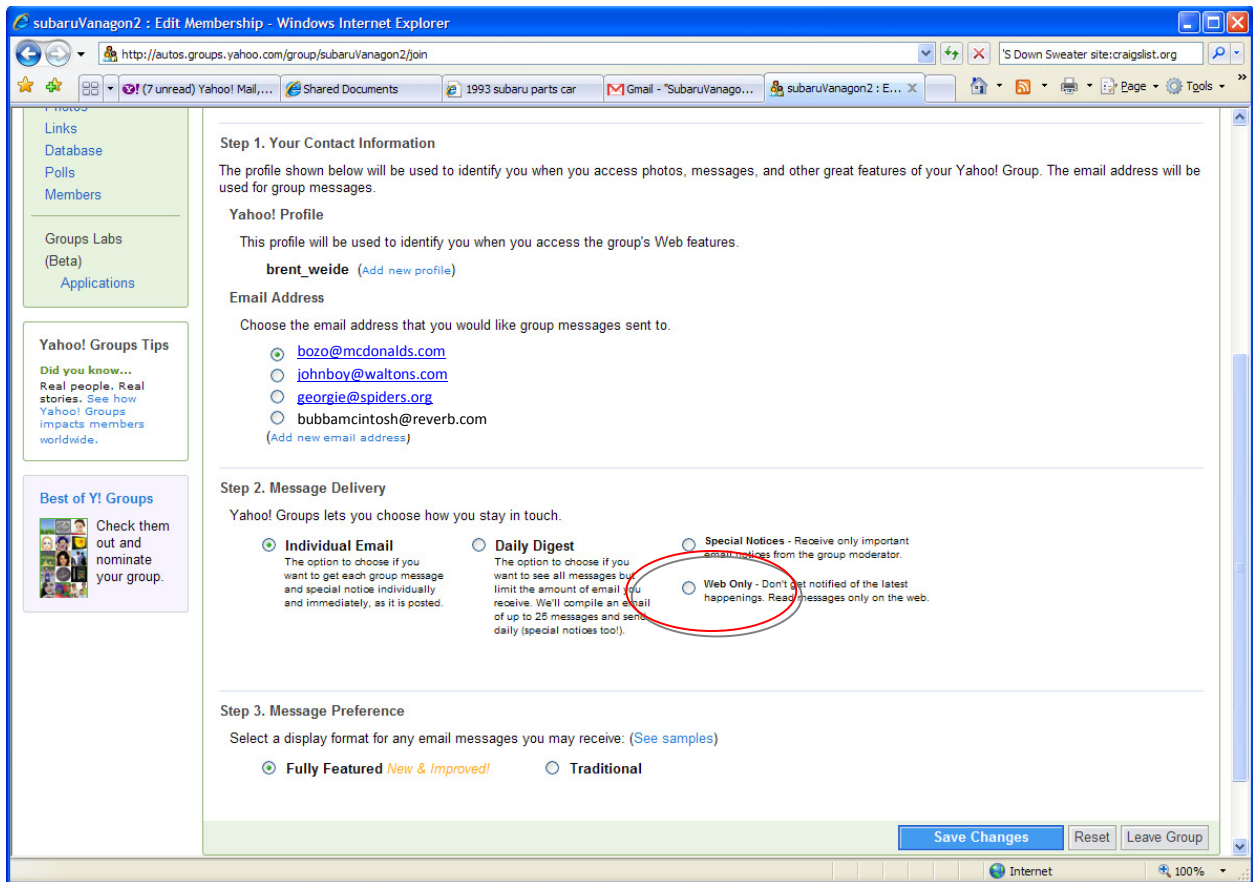 subaruVanagon2 : Edit Membership - Windows Internet Explorer
http://autos.groups.yahoo.com/group/subaruVanagon2/join
'S Down Sweater site:craigslist.org
(7 unread) Yahoo! Mail,...
Shared Documents
1993 subaru parts car
Gmail - "SubaruVanago...
subaruVanagon2 : E... X
Page
Tools
»
Photos
Links
Database
Polls
Members
Groups Labs
(Beta)
Applications
Yahoo! Groups Tips
Did you know...
Real people. Real
stories. See how
Yahoo! Groups
impacts members
worldwide.
Best of Y! Groups
Check them
out and
nominate
your group.
Step 1. Your Contact Information
The profile shown below will be used to identify you when you access photos, messages, and other great features of your Yahoo! Group. The email address will be
used for group messages.
Yahoo! Profile
This profile will be used to identify you when you access the group's Web features.
brent_weide (Add new profile)
Email Address
Choose the email address that you would like group messages sent to.
bozo@mcdonalds.com
johnboy@waltons.com
georgie@spiders.org
bubbamcintosh@reverb.com
(Add new email address)
Step 2. Message Delivery
Yahoo! Groups lets you choose how you stay in touch.
Individual Email
The option to choose if you
want to get each group message
and special notice individually
and immediately, as it is posted.
Daily Digest
The option to choose if you
want to see all messages but
limit the amount of email you
receive. We'll compile an email
of up to 25 messages and send
daily (special notices too!).
Special Notices - Receive only important
email notices from the group moderator.
Web Only - Don't get notified of the latest
happenings. Read messages only on the web.
Step 3. Message Preference
Select a display format for any email messages you may receive: (See samples)
Fully Featured New & Improved!
Traditional
Save Changes
Reset
Leave Group
Internet
100%